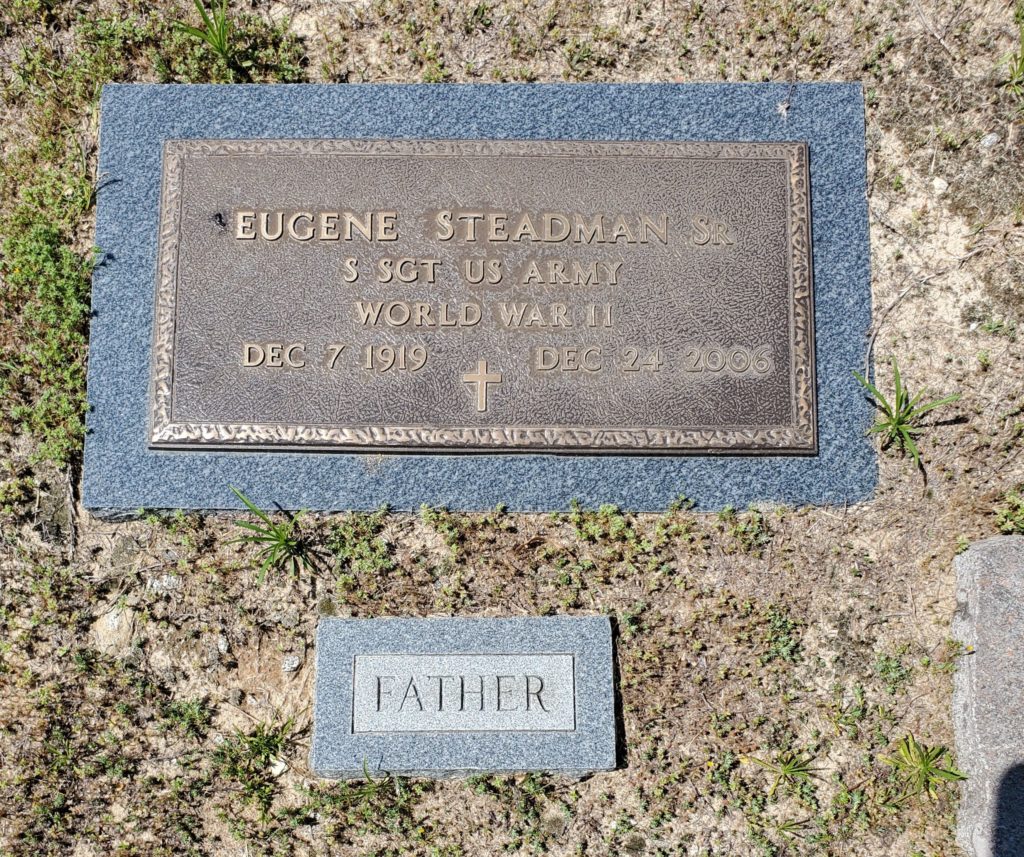 EUGENE STEADMAN SR
S SGT US ARMY
WORLD WAR II
DEC 7 1919 DEC 24 2006
FATHER